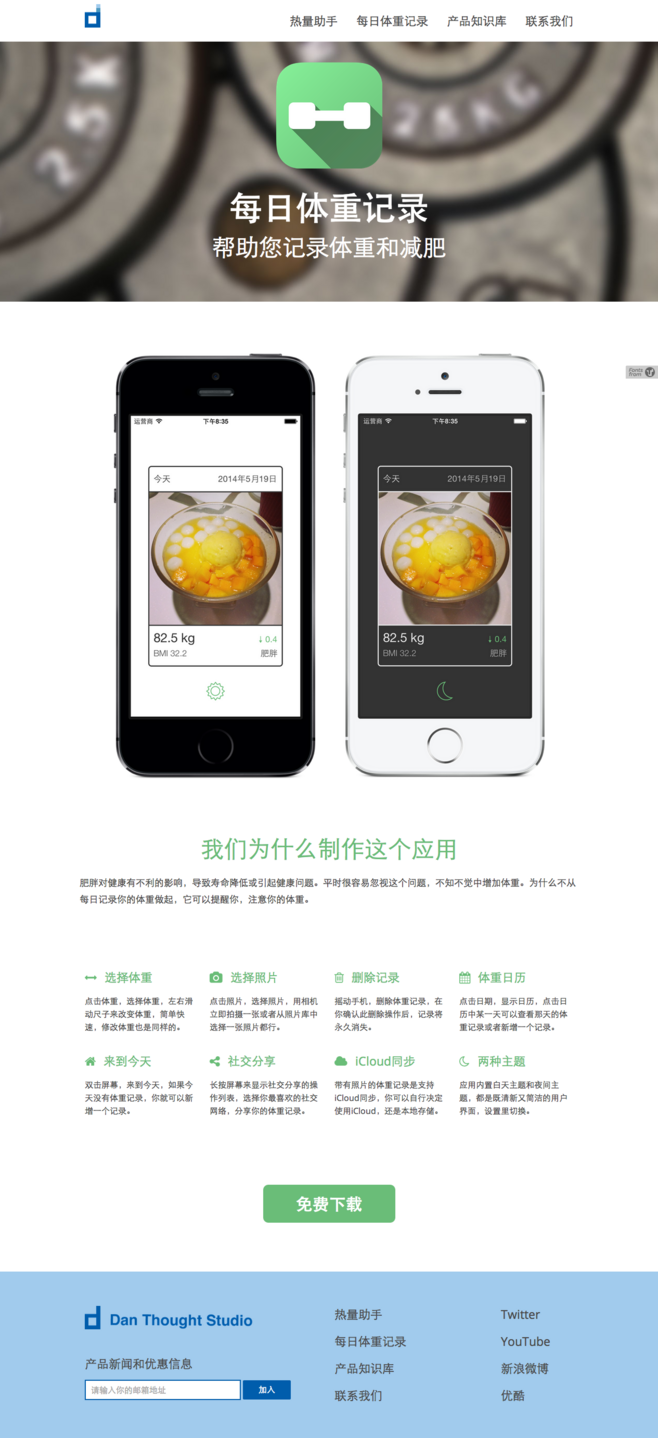 热量助手 每日体重记录 产品知识库 联系我们
2.5 K
2.5 KG
每日体重记录
帮助您记录体重和减肥
Fonts from
运营商 下午8:35
今天 2014年5月19日
82.5 kg ↓ 0.4
BMI 32.2 肥胖
运营商 下午8:35
今天 2014年5月19日
82.5 kg ↓ 0.4
BMI 32.2 肥胖
我们为什么制作这个应用
肥胖对健康有不利的影响，导致寿命降低或引起健康问题。平时很容易忽视这个问题，不知不觉中增加体重。为什么不从
每日记录你的体重做起，它可以提醒你，注意你的体重。
选择体重
点击体重，选择体重，左右滑
动尺子来改变体重，简单快
速，修改体重也是同样的。
选择照片
点击照片，选择照片，用相机
立即拍摄一张或者从照片库中
选择一张照片都行。
删除记录
摇动手机，删除体重记录，在
你确认此删除操作后，记录将
永久消失。
体重日历
点击日期，显示日历，点击日
历中某一天可以查看那天的体
重记录或者新增一个记录。
来到今天
双击屏幕，来到今天，如果今
天没有体重记录，你就可以新
增一个记录。
社交分享
长按屏幕来显示社交分享的操
作列表，选择你最喜欢的社交
网络，分享你的体重记录。
iCloud同步
带有照片的体重记录是支持
iCloud同步，你可以自行决定
使用iCloud，还是本地存储。
两种主题
应用内置白天主题和夜间主
题，都是既清新又简洁的用户
界面，设置里切换。
免费下载
Dan Thought Studio
产品新闻和优惠信息
请输入你的邮箱地址 加入
热量助手
每日体重记录
产品知识库
联系我们
Twitter
YouTube
新浪微博
优酷